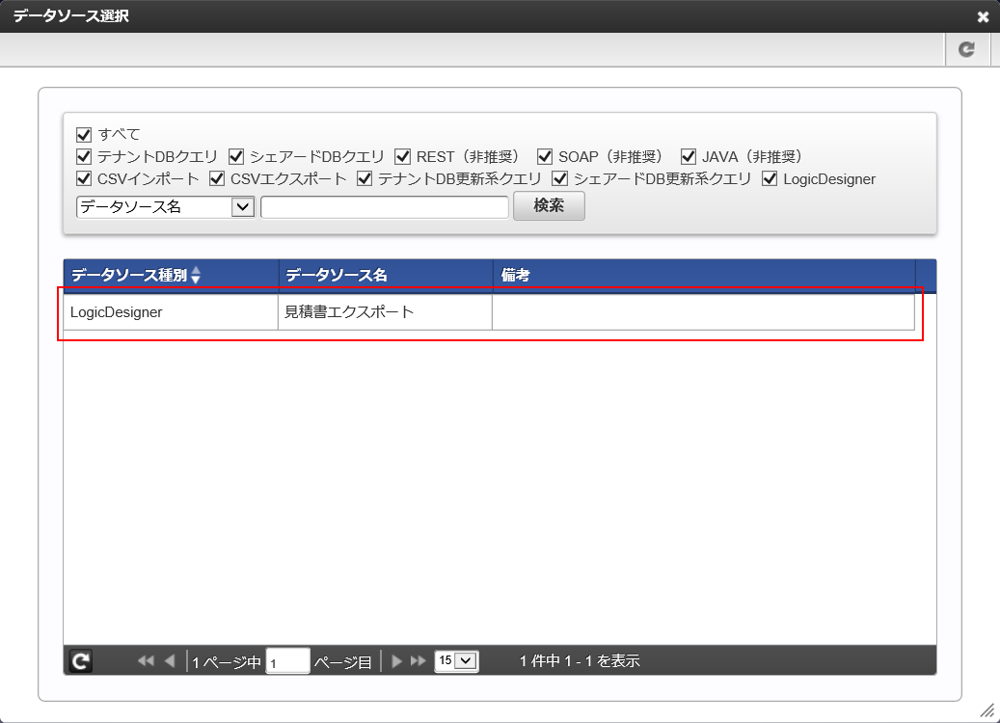 データソース選択
すべて
テナントDBクエリ シェアードDBクエリ REST（非推奨） SOAP（非推奨） JAVA（非推奨）
CSVインポート CSVエクスポート テナントDB更新系クエリ シェアードDB更新系クエリ LogicDesigner
データソース名 検索
データソース種別 データソース名 備考
LogicDesigner 見積書エクスポート
1 ページ中 1 ページ目 15 1 件中 1 - 1 を表示